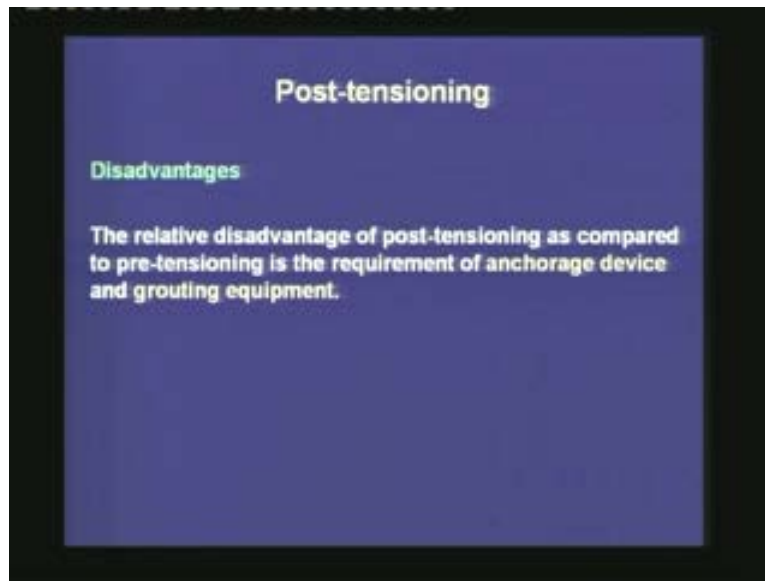 Post-tensioning
Disadvantages
The relative disadvantage of post-tensioning as compared
to pre-tensioning is the requirement of anchorage device
and grouting equipment.